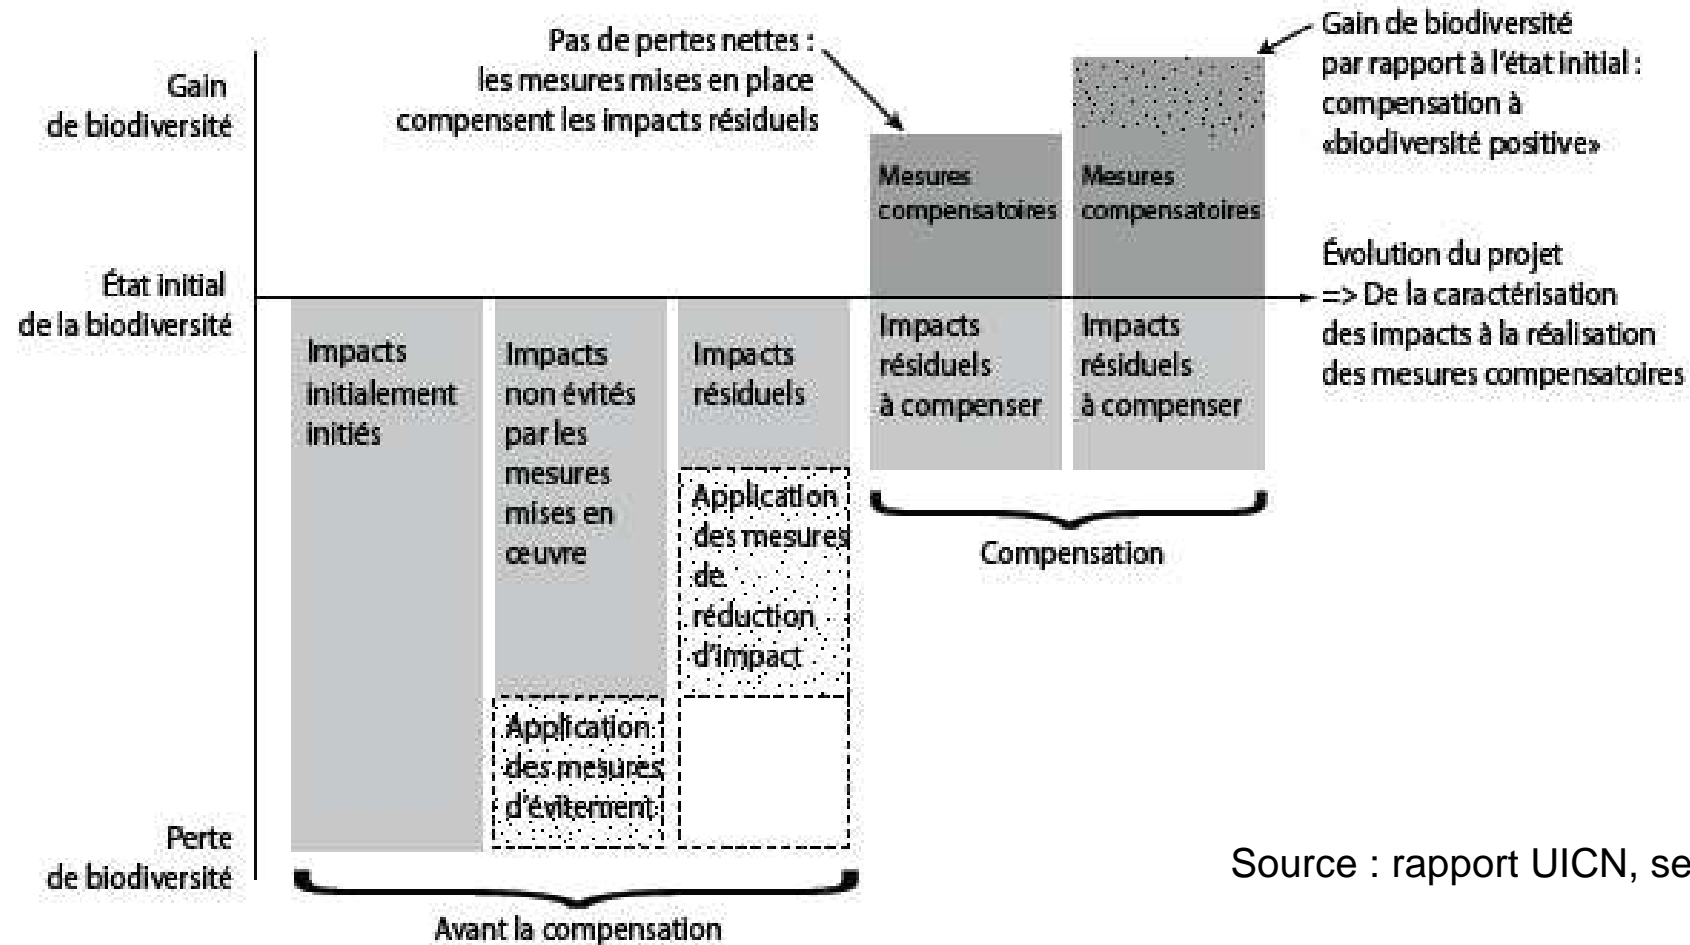 Pas de pertes nettes :
les mesures mises en place
compensent les impacts résiduels
Gain de biodiversité
par rapport à l'état initial :
compensation à
«biodiversité positive»
Gain
de biodiversité
Mesures
compensatoires
Mesures
compensatoires
État initial
de la biodiversité
Évolution du projet
=> De la caractérisation
des impacts à la réalisation
des mesures compensatoires
Impacts
initialement
initiés
Impacts
non évités
par les
mesures
mises en
œuvre
Application
des mesures
d'évitement
Impacts
résiduels
Application
des mesures
de
réduction
d'impact
Impacts
résiduels
à compenser
Impacts
résiduels
à compenser
Compensation
Perte
de biodiversité
Avant la compensation
Source : rapport UICN, se